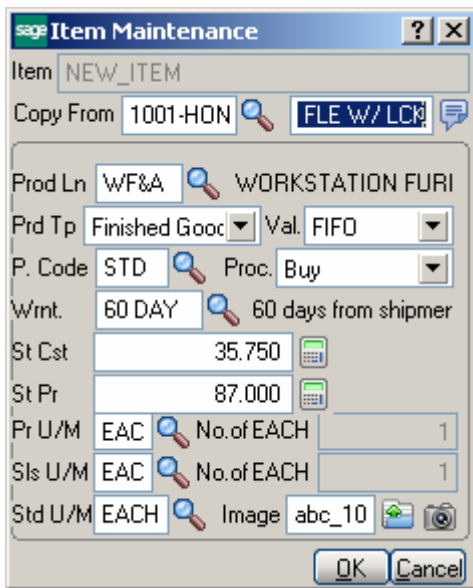 sage Item Maintenance ? X
Item NEW_ITEM
Copy From 1001-HON FLE W/ LCK
Prod Ln WF&A WORKSTATION FURI
Prd Tp Finished Gooc Val. FIFO
P. Code STD Proc. Buy
Wrnt. 60 DAY 60 days from shipmer
St Cst 35.750
St Pr 87.000
Pr U/M EAC No.of EACH 1
Sls U/M EAC No.of EACH 1
Std U/M EACH Image abc_10
OK Cancel